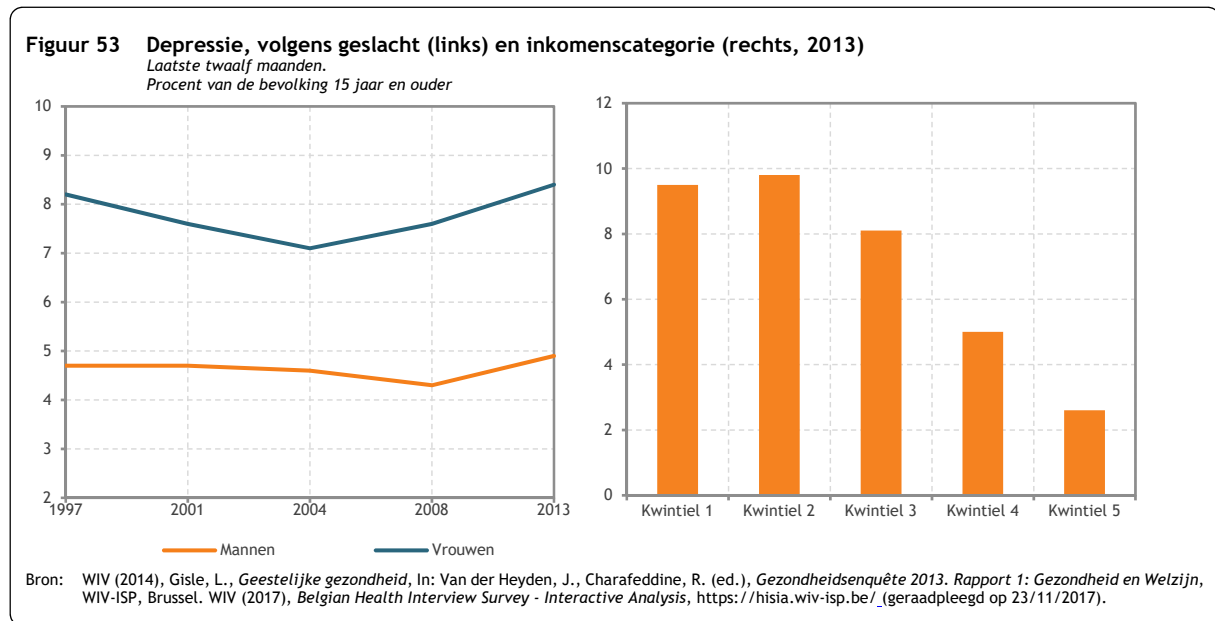 Figuur 53 Depressie, volgens geslacht (links) en inkomenscategorie (rechts, 2013)
Laatste twaalf maanden.
Procent van de bevolking 15 jaar en ouder
10
9
8
7
6
5
4
3
2
1997 2001 2004 2008 2013
Mannen Vrouwen
12
10
8
6
4
2
0
Kwintiel 1 Kwintiel 2 Kwintiel 3 Kwintiel 4 Kwintiel 5
Bron: WIV (2014), Gisle, L., Geestelijke gezondheid, In: Van der Heyden, J., Charafeddine, R. (ed.), Gezondheidsenquête 2013. Rapport 1: Gezondheid en Welzijn,
WIV-ISP, Brussel. WIV (2017), Belgian Health Interview Survey - Interactive Analysis, https://hisia.wiv-isp.be/ (geraadpleegd op 23/11/2017).